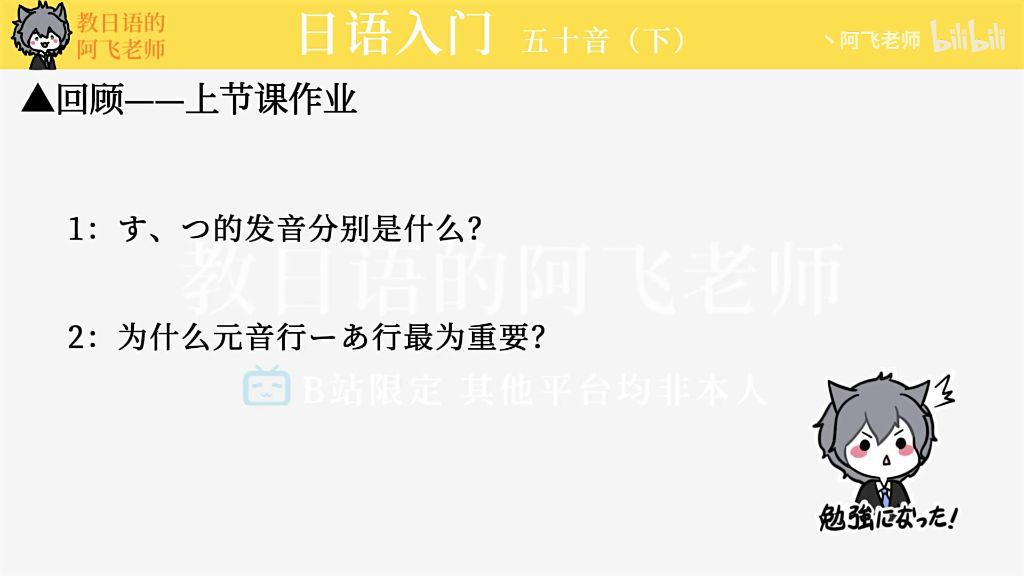 教日语的
阿飞老师
日语入门 五十音（下）
丶阿飞老师 bilibili
▲回顾——上节课作业
1：す、つ的发音分别是什么？
教日语的阿飞老师
2：为什么元音行ーあ行最为重要？
B站限定 其他平台均非本人
勉強になった！